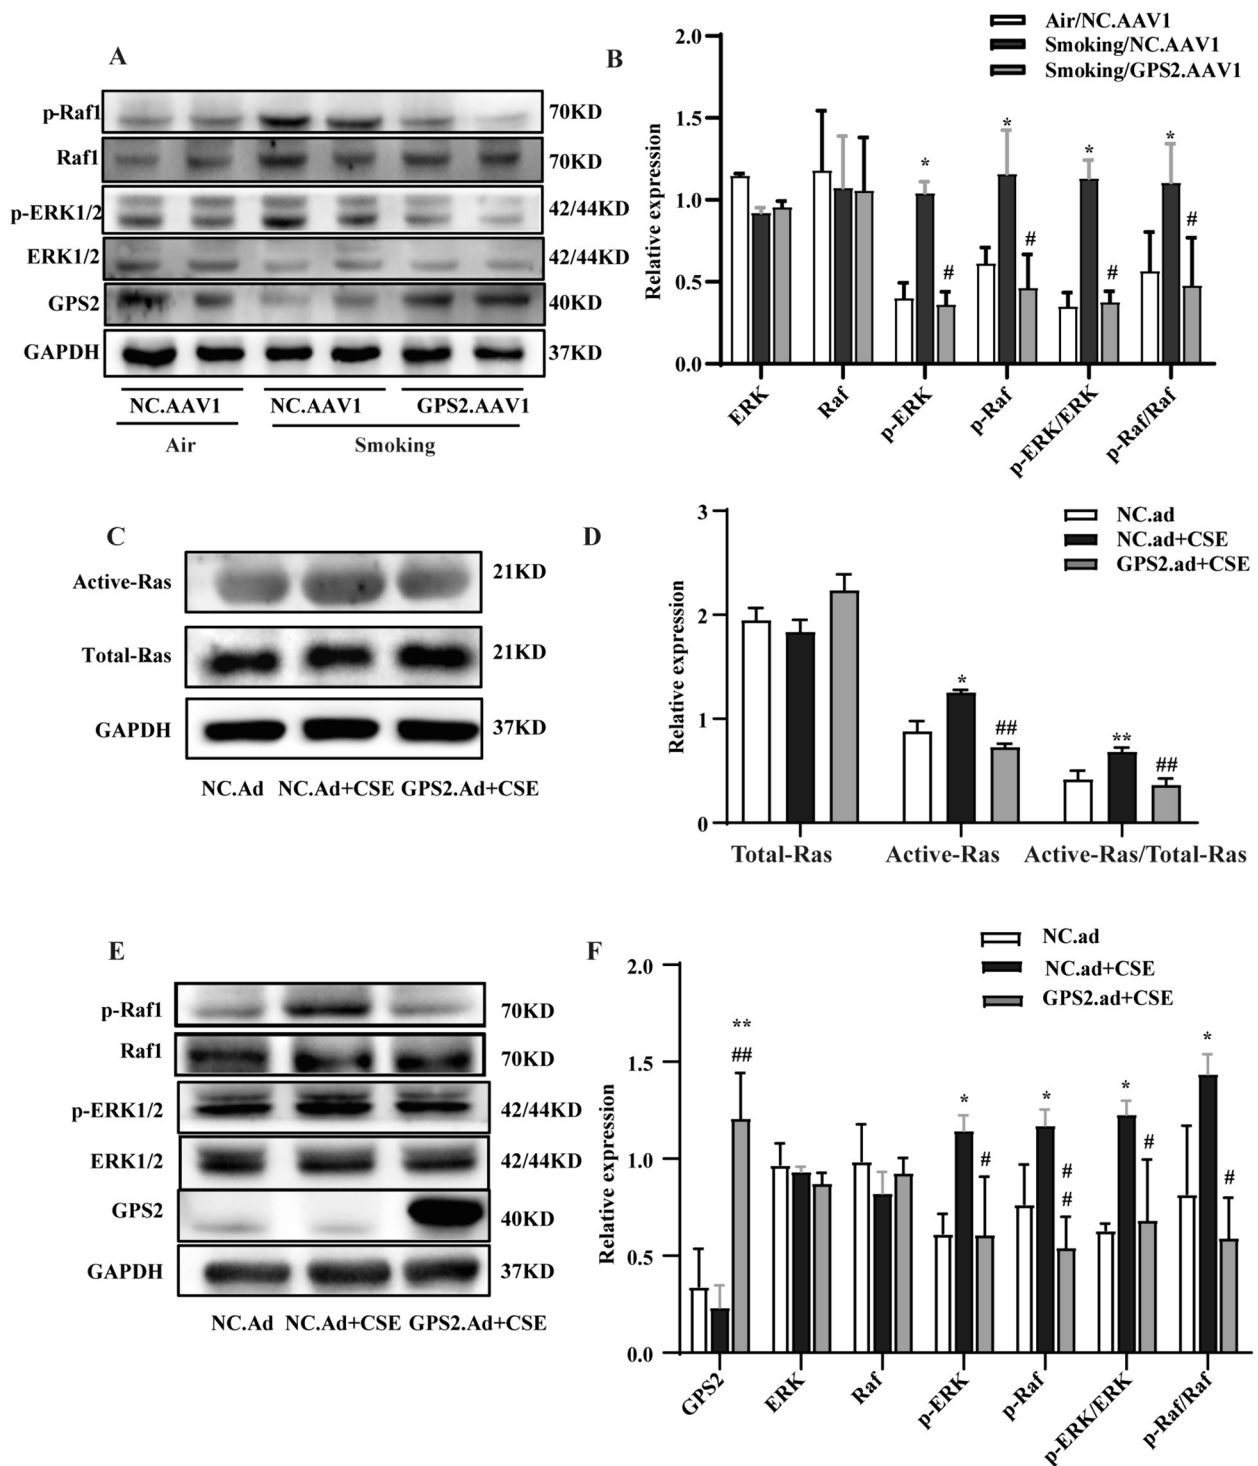 A
p-Raf1
70KD
Raf1
70KD
p-ERK1/2
42/44KD
ERK1/2
42/44KD
GPS2
40KD
GAPDH
37KD
NC.AAV1 NC.AAV1 GPS2.AAV1
Air Smoking
B
Air/NC.AAV1
Smoking/NC.AAV1
Smoking/GPS2.AAV1
Relative expression
2.0
1.5
1.0
0.5
0.0
* # * # * # * #
ERK Raf p-ERK p-Raf p-ERK/ERK p-Raf/Raf
C
Active-Ras
21KD
Total-Ras
21KD
GAPDH
37KD
NC.Ad NC.Ad+CSE GPS2.Ad+CSE
D
NC.ad
NC.ad+CSE
GPS2.ad+CSE
Relative expression
3
2
1
0
* ## ** ##
Total-Ras Active-Ras Active-Ras/Total-Ras
E
p-Raf1
70KD
Raf1
70KD
p-ERK1/2
42/44KD
ERK1/2
42/44KD
GPS2
40KD
GAPDH
37KD
NC.Ad NC.Ad+CSE GPS2.Ad+CSE
F
NC.ad
NC.ad+CSE
GPS2.ad+CSE
Relative expression
2.0
1.5
1.0
0.5
0.0
**
##
* # * #
#
* # * #
GPS2 ERK Raf p-ERK p-Raf p-ERK/ERK p-Raf/Raf